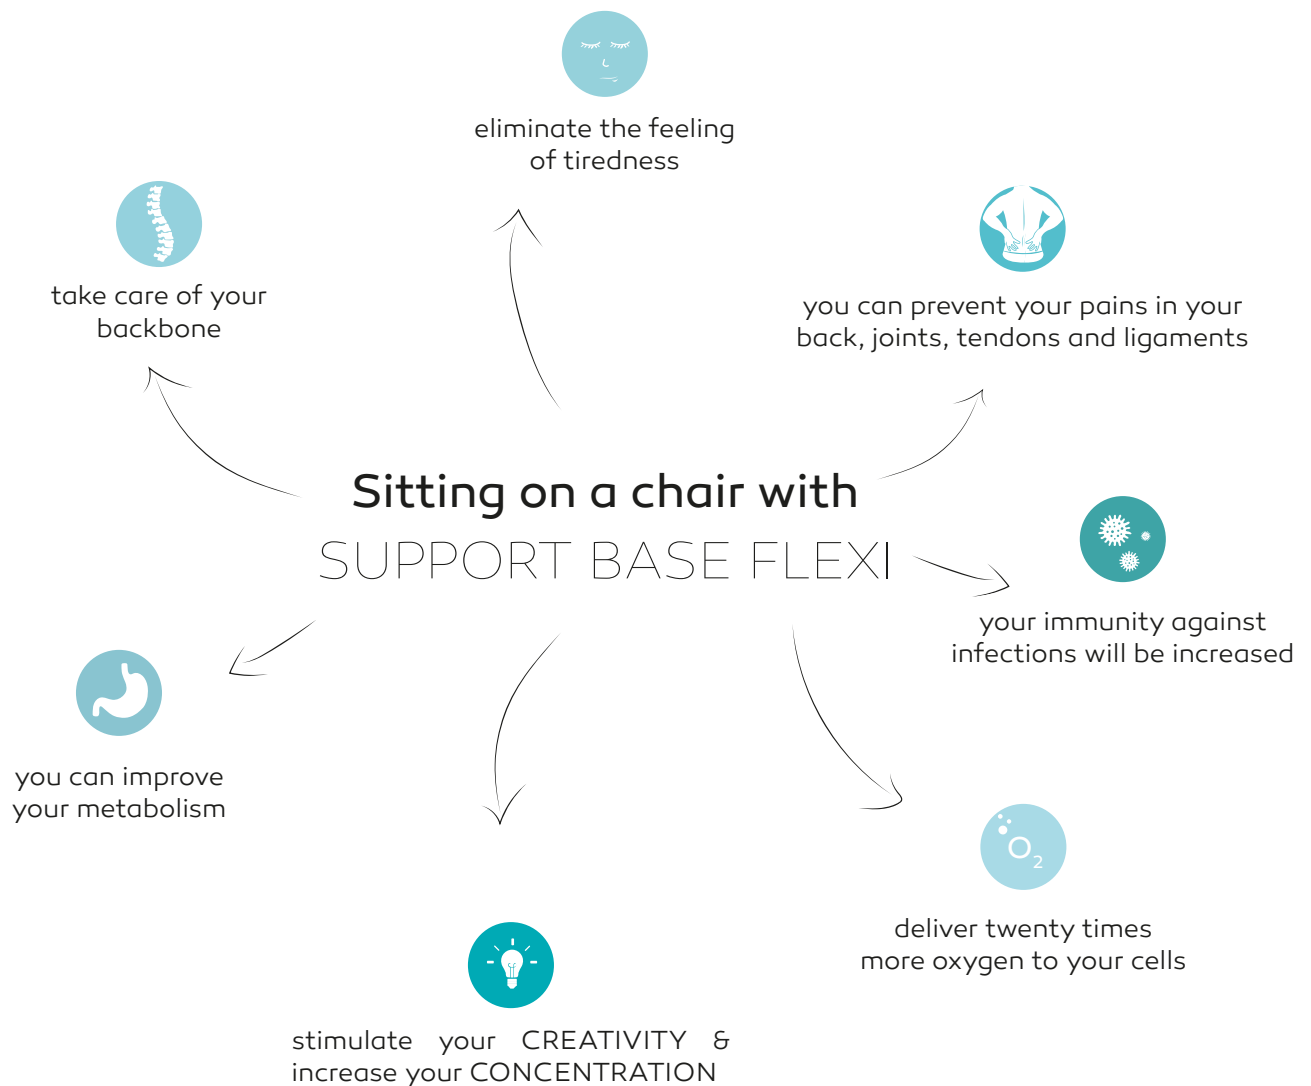 eliminate the feeling
of tiredness
take care of your
backbone
you can prevent your pains in your
back, joints, tendons and ligaments
Sitting on a chair with
SUPPORT BASE FLEXI
your immunity against
infections will be increased
you can improve
your metabolism
O2
deliver twenty times
more oxygen to your cells
stimulate your CREATIVITY &
increase your CONCENTRATION